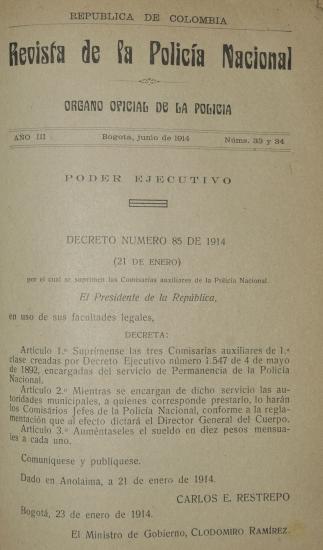 REPUBLICA DE COLOMBIA
Revista de la Policía Nacional
ORGANO OFICIAL DE LA POLICIA
AÑO III
Bogotá, junio de 1914
Núms. 33 y 34
PODER EJECUTIVO
DECRETO NUMERO 85 DE 1914
(21 DE ENERO)
por el cual se suprimen las Comisarías auxiliares de la Policía Nacional.
El Presidente de la República,
en uso de sus facultades legales,
DECRETA:
Artículo 1.º Suprímense las tres Comisarías auxiliares de 1.ª
clase creadas por Decreto Ejecutivo número 1.547 de 4 de mayo
de 1892, encargadas del servicio de Permanencia de la Policía
Nacional.
Artículo 2.º Mientras se encargan de dicho servicio las au-
toridades municipales, a quienes corresponde prestarlo, lo harán
los Comisarios Jefes de la Policía Nacional, conforme a la regla-
mentación que al efecto dictará el Director General del Cuerpo.
Artículo 3.º Auméntaseles el sueldo en diez pesos mensua-
les a cada uno.
Comuníquese y publíquese.
Dado en Anolaima, a 21 de enero de 1914.
CARLOS E. RESTREPO
Bogotá, 23 de enero de 1914.
El Ministro de Gobierno, CLODOMIRO RAMÍREZ.